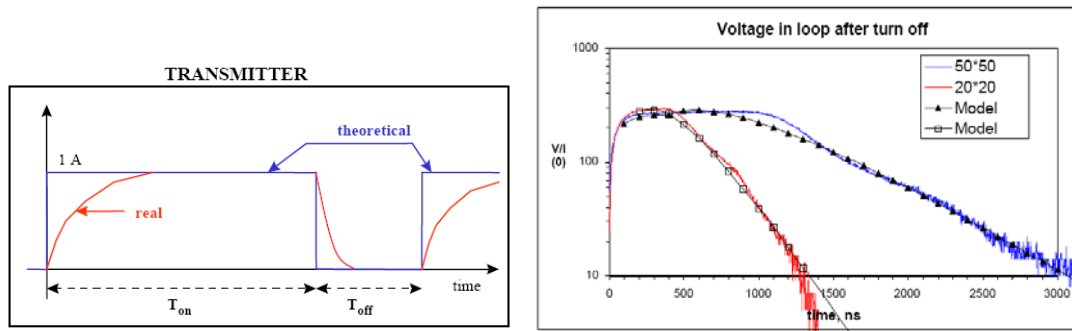 TRANSMITTER
theoretical
1 A
real
time
Ton
Toff
Voltage in loop after turn off
1000
50*50
20*20
Model
Model
V/I
(0)
100
10
0
500
1000
1500
2000
2500
3000
time, ns